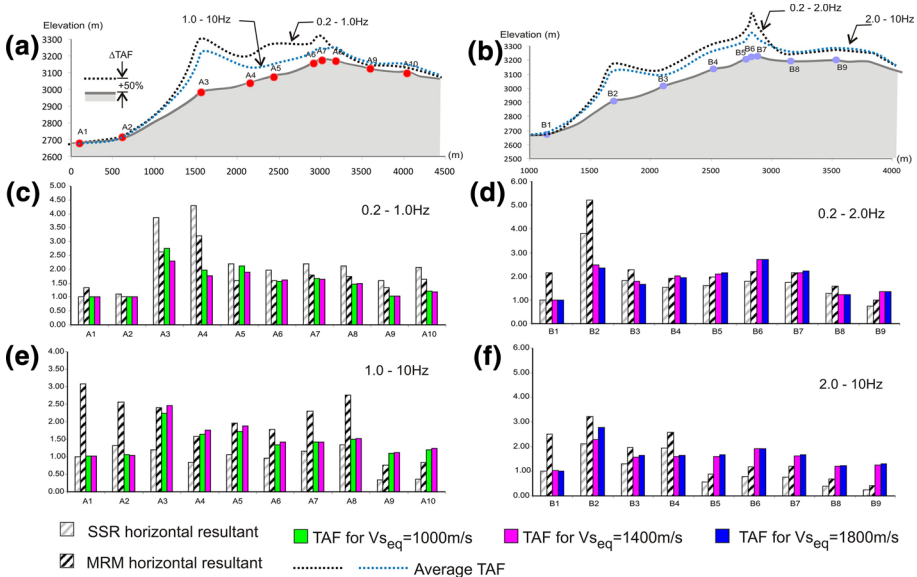 Elevation (m)
1.0 - 10Hz
0.2 - 1.0Hz
(a)
3300
3200
3100
3000
2900
2800
2700
2600
ΔTAF
+50%
A1
A2
A3
A4
A5
A6
A7
A8
A9
A10
(m)
0
500
1000
1500
2000
2500
3000
3500
4000
4500
Elevation (m)
0.2 - 2.0Hz
2.0 - 10Hz
(b)
3300
3200
3100
3000
2900
2800
2700
2600
2500
B1
B2
B3
B4
B5
B6
B7
B8
B9
(m)
1000
1500
2000
2500
3000
3500
4000
(c)
0.2 - 1.0Hz
5.00
4.50
4.00
3.50
3.00
2.50
2.00
1.50
1.00
0.50
0.00
A1 A2 A3 A4 A5 A6 A7 A8 A9 A10
(d)
0.2 - 2.0Hz
6.00
5.00
4.00
3.00
2.00
1.00
0.00
B1 B2 B3 B4 B5 B6 B7 B8 B9
(e)
1.0 - 10Hz
4.00
3.50
3.00
2.50
2.00
1.50
1.00
0.50
0.00
A1 A2 A3 A4 A5 A6 A7 A8 A9 A10
(f)
2.0 - 10Hz
6.00
5.00
4.00
3.00
2.00
1.00
0.00
B1 B2 B3 B4 B5 B6 B7 B8 B9
SSR horizontal resultant
TAF for Vseq=1000m/s
TAF for Vseq=1400m/s
TAF for Vseq=1800m/s
MRM horizontal resultant
Average TAF